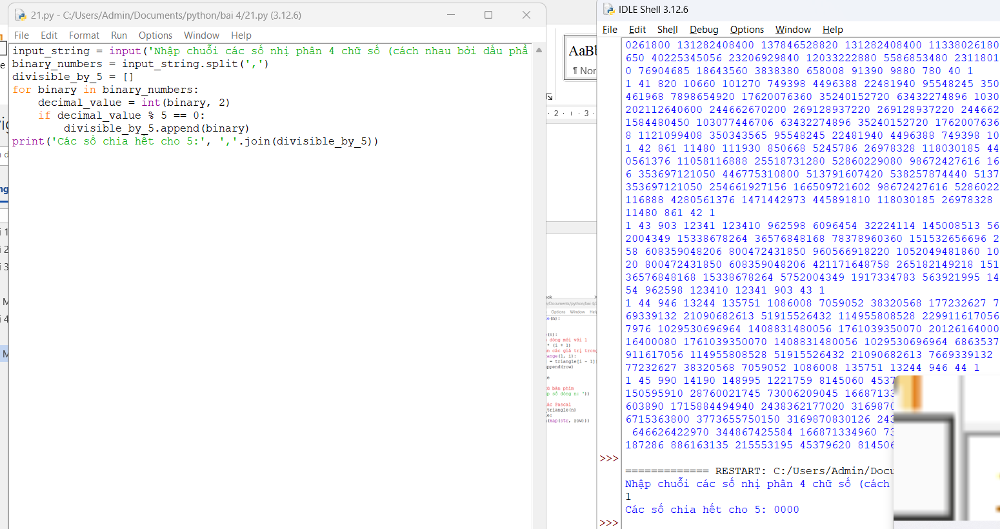 21.py - C:/Users/Admin/Documents/python/bai 4/21.py (3.12.6)
File Edit Format Run Options Window Help
input_string = input('Nhập chuỗi các số nhị phân 4 chữ số (cách nhau bởi dấu phẩ
binary_numbers = input_string.split(',')
divisible_by_5 = []
for binary in binary_numbers:
    decimal_value = int(binary, 2)
    if decimal_value % 5 == 0:
        divisible_by_5.append(binary)
print('Các số chia hết cho 5:', ','.join(divisible_by_5))
AaBb
¶ Nor
· 2 · ı · 3 ·
IDLE Shell 3.12.6
File Edit Shell Debug Options Window Help
0261800 131282408400 137846528820 131282408400 11338026180
650 40225345056 23206929840 12033222880 5586853480 2311801
0 76904685 18643560 3838380 658008 91390 9880 780 40 1
1 41 820 10660 101270 749398 4496388 22481940 95548245 350
461968 7898654920 17620076360 35240152720 63432274896 1030
202112640600 244662670200 269128937220 269128937220 244662
1584480450 103077446706 63432274896 35240152720 1762007636
8 1121099408 350343565 95548245 22481940 4496388 749398 10
1 42 861 11480 111930 850668 5245786 26978328 118030185 44
0561376 11058116888 25518731280 52860229080 98672427616 16
6 353697121050 446775310800 513791607420 538257874440 5137
353697121050 254661927156 166509721602 98672427616 5286022
116888 4280561376 1471442973 445891810 118030185 26978328
11480 861 42 1
1 43 903 12341 123410 962598 6096454 32224114 145008513 56
2004349 15338678264 36576848168 78378960360 151532656696 2
58 608359048206 800472431850 960566918220 1052049481860 10
20 800472431850 608359048206 421171648758 265182149218 151
36576848168 15338678264 5752004349 1917334783 563921995 14
54 962598 123410 12341 903 43 1
1 44 946 13244 135751 1086008 7059052 38320568 177232627 7
69339132 21090682613 51915526432 114955808528 229911617056
7976 1029530696964 1408831480056 1761039350070 20126164000
16400080 1761039350070 1408831480056 1029530696964 6863537
911617056 114955808528 51915526432 21090682613 7669339132
77232627 38320568 7059052 1086008 135751 13244 946 44 1
1 45 990 14190 148995 1221759 8145060 4537
150595910 28760021745 73006209045 16687133
603890 1715884494940 2438362177020 3169870
6715363800 3773655750150 3169870830126 243
646626422970 344867425584 166871334960 73
187286 886163135 215553195 45379620 814506
>>>
============= RESTART: C:/Users/Admin/Docu
Nhập chuỗi các số nhị phân 4 chữ số (cách
1
Các số chia hết cho 5: 0000
>>>